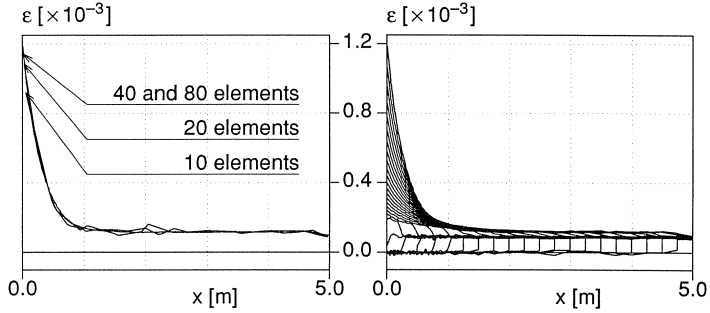 ε [×10⁻³]
ε [×10⁻³]
1.2
40 and 80 elements
0.8
20 elements
10 elements
0.4
0.0
0.0
x [m]
5.0
0.0
x [m]
5.0